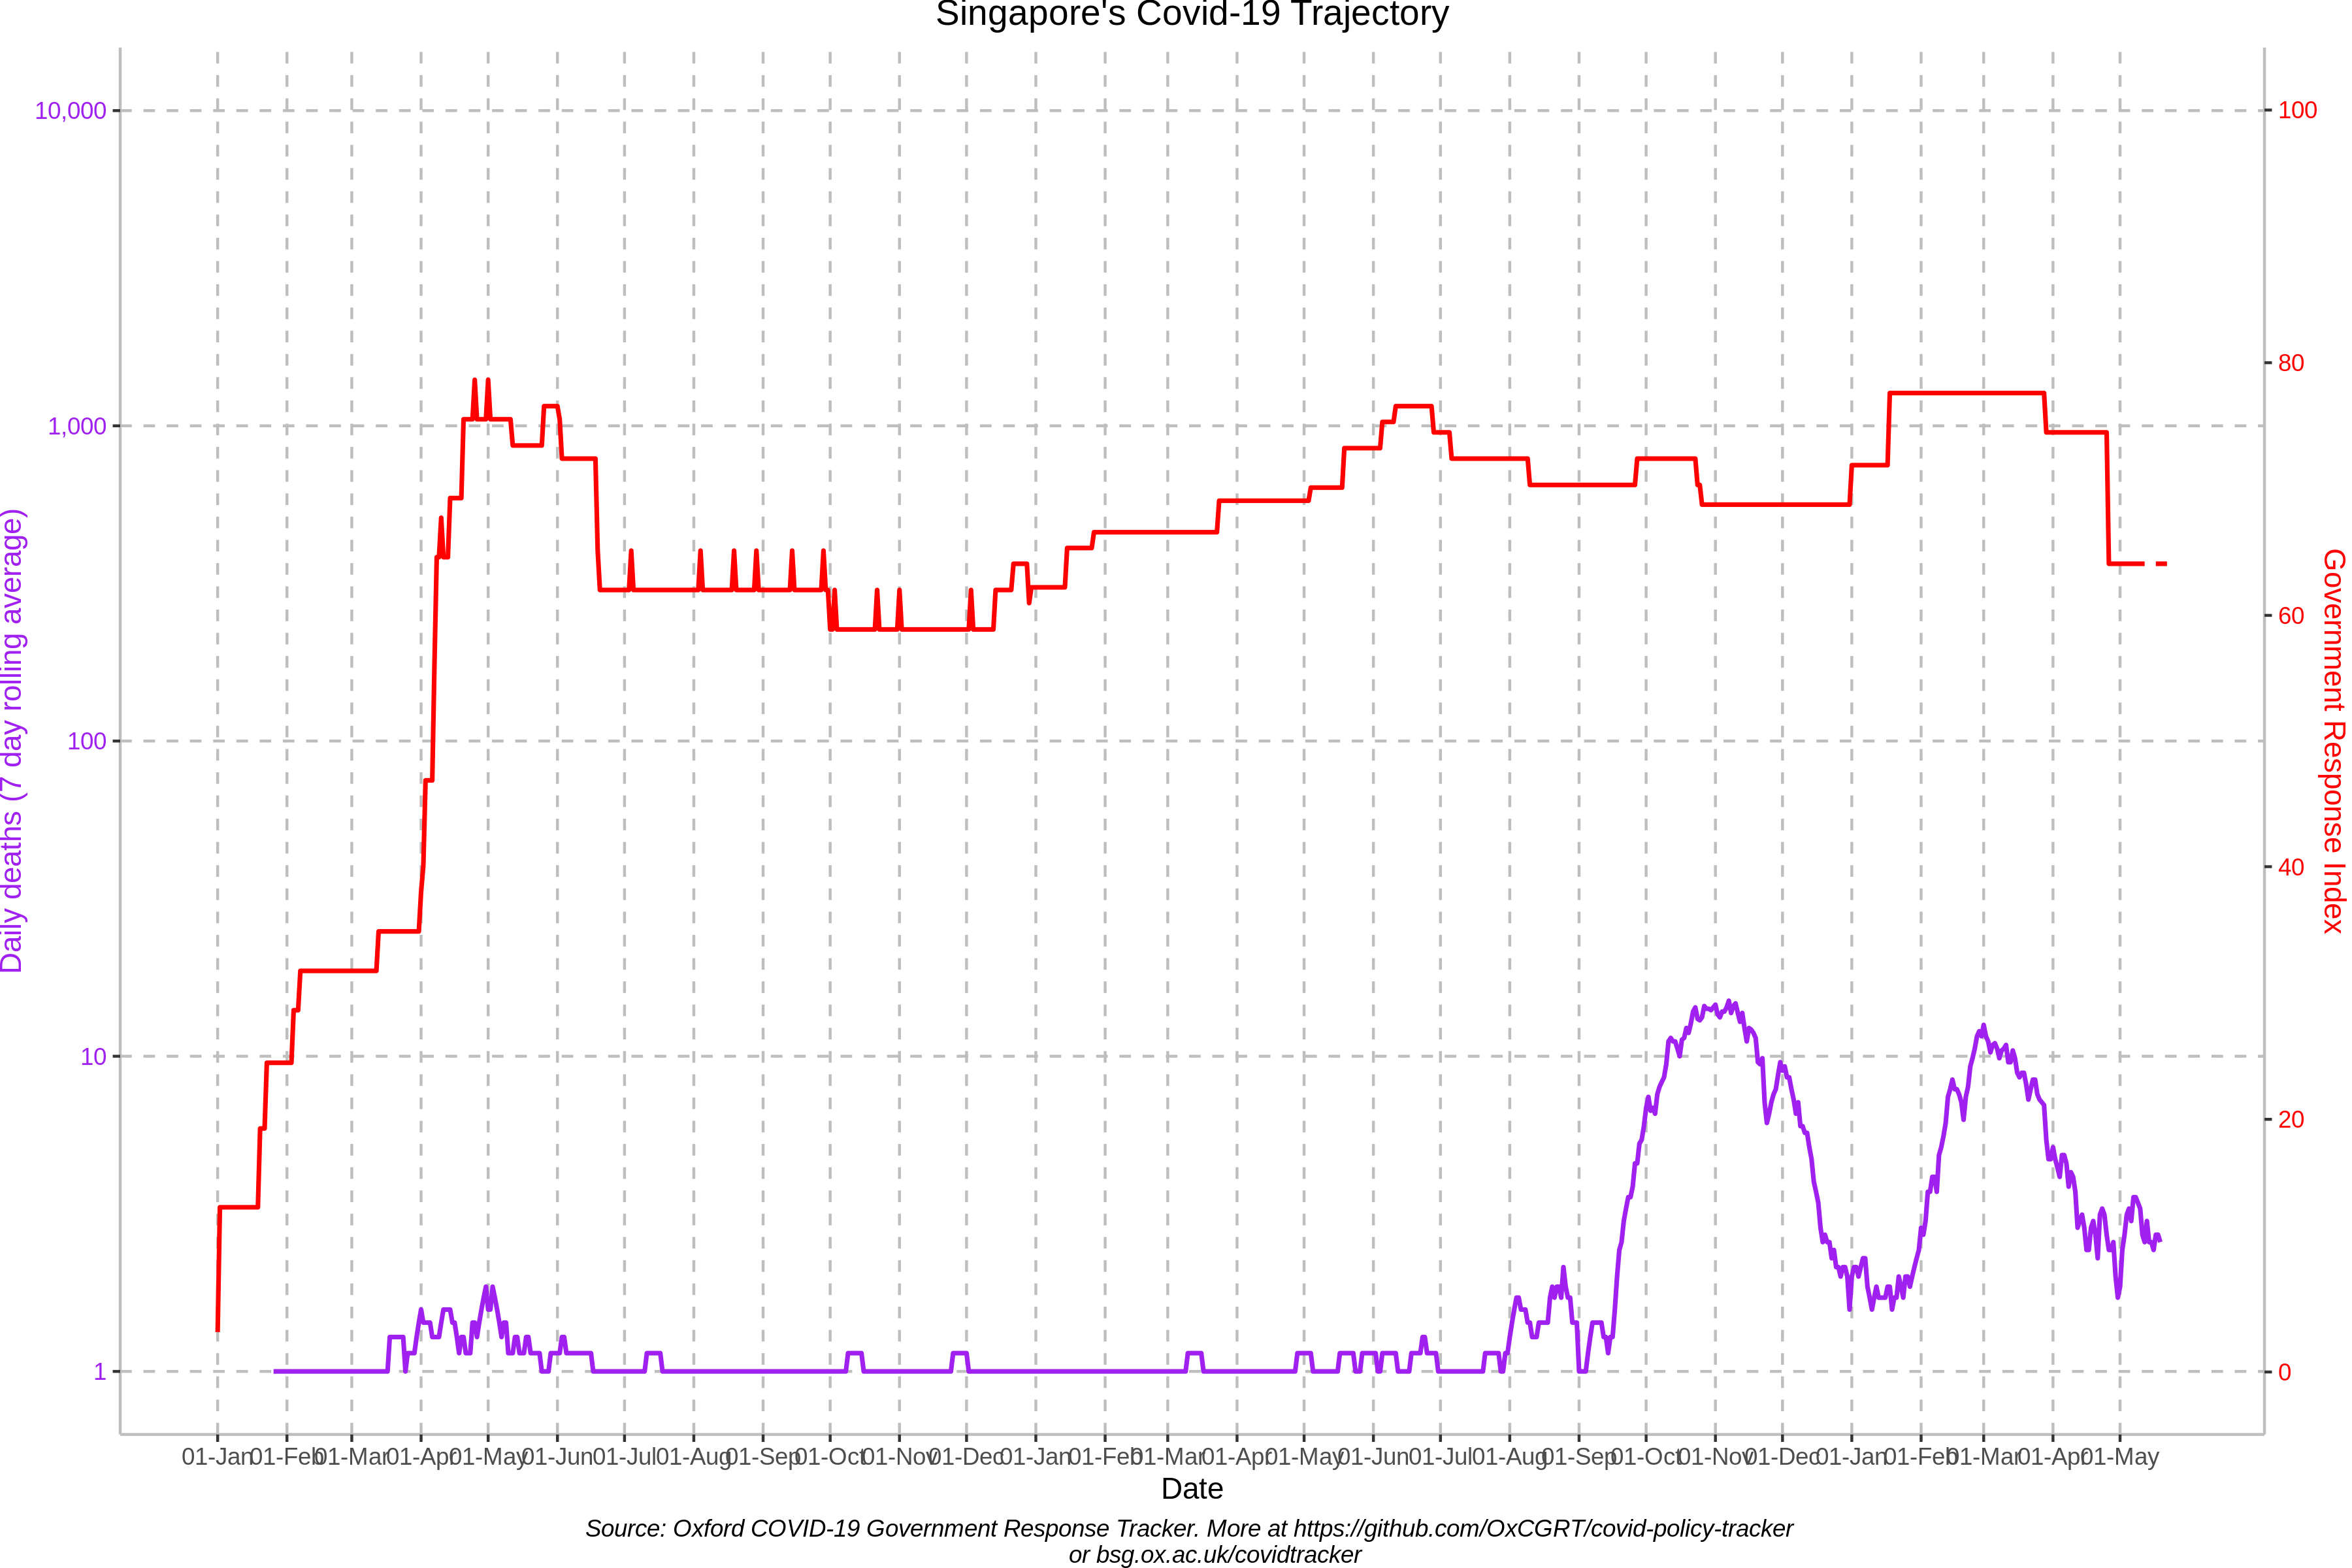 Singapore's Covid-19 Trajectory
10,000
1,000
100
10
1
Daily deaths (7 day rolling average)
100
80
60
40
20
0
Government Response Index
01-Jan 01-Feb 01-Mar 01-Apr 01-May 01-Jun 01-Jul 01-Aug 01-Sep 01-Oct 01-Nov 01-Dec 01-Jan 01-Feb 01-Mar 01-Apr 01-May 01-Jun 01-Jul 01-Aug 01-Sep 01-Oct 01-Nov 01-Dec 01-Jan 01-Feb 01-Mar 01-Apr 01-May
Date
Source: Oxford COVID-19 Government Response Tracker. More at https://github.com/OxCGRT/covid-policy-tracker
or bsg.ox.ac.uk/covidtracker